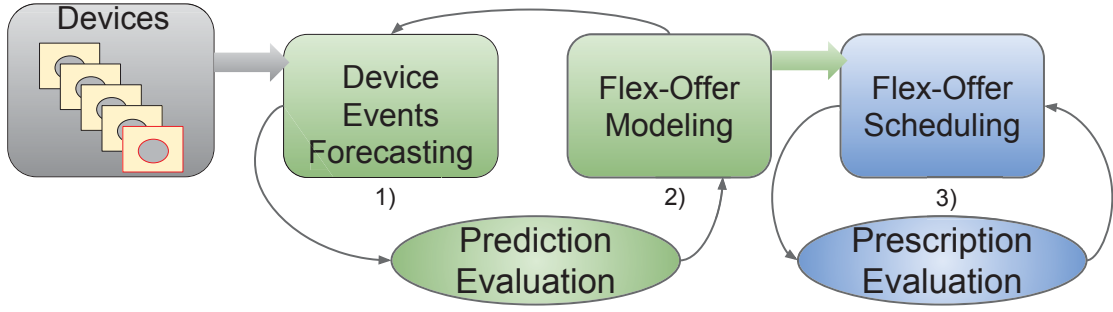 Devices
Device
Events
Forecasting
1)
Flex-Offer
Modeling
2)
Flex-Offer
Scheduling
3)
Prediction
Evaluation
Prescription
Evaluation